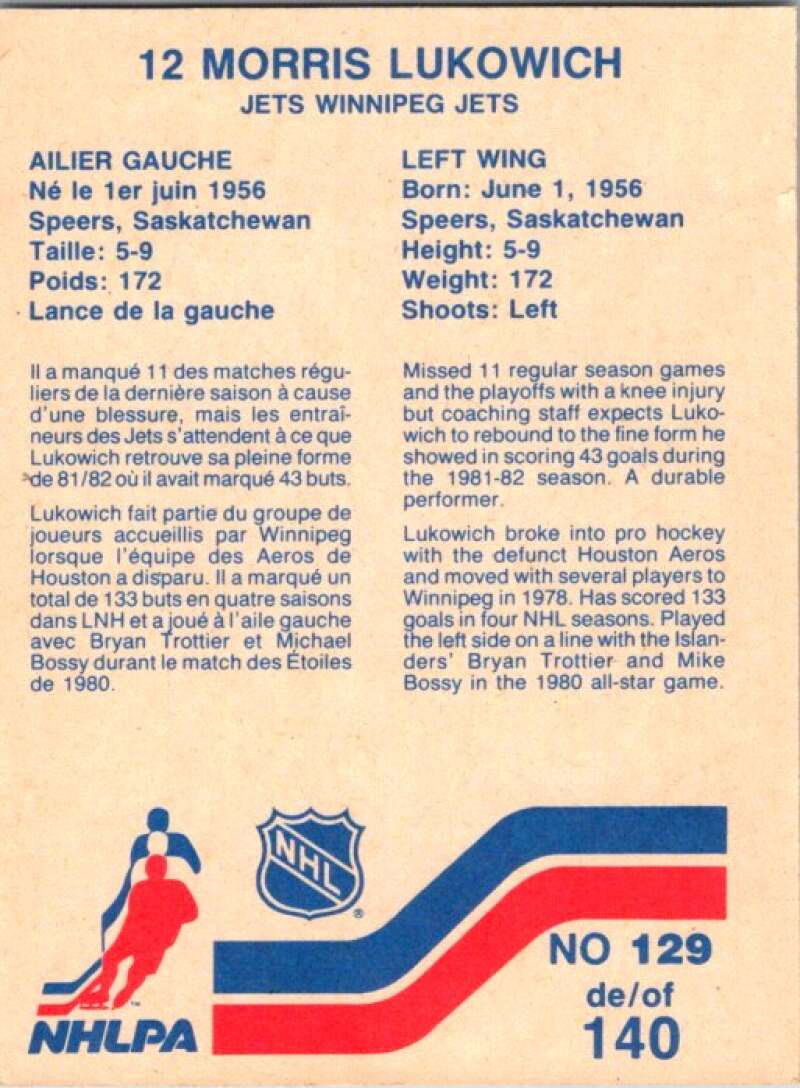 12 MORRIS LUKOWICH
JETS WINNIPEG JETS
AILIER GAUCHE
Né le 1er juin 1956
Speers, Saskatchewan
Taille: 5-9
Poids: 172
Lance de la gauche
Il a manqué 11 des matches régu-
liers de la dernière saison à cause
d'une blessure, mais les entraî-
neurs des Jets s'attendent à ce que
Lukowich retrouve sa pleine forme
de 81/82 où il avait marqué 43 buts.
Lukowich fait partie du groupe de
joueurs accueillis par Winnipeg
lorsque l'équipe des Aeros de
Houston a disparu. Il a marqué un
total de 133 buts en quatre saisons
dans LNH et a joué à l'aile gauche
avec Bryan Trottier et Michael
Bossy durant le match des Étoiles
de 1980.
LEFT WING
Born: June 1, 1956
Speers, Saskatchewan
Height: 5-9
Weight: 172
Shoots: Left
Missed 11 regular season games
and the playoffs with a knee injury
but coaching staff expects Luko-
wich to rebound to the fine form he
showed in scoring 43 goals during
the 1981-82 season. A durable
performer.
Lukowich broke into pro hockey
with the defunct Houston Aeros
and moved with several players to
Winnipeg in 1978. Has scored 133
goals in four NHL seasons. Played
the left side on a line with the Islan-
ders' Bryan Trottier and Mike
Bossy in the 1980 all-star game.
NHL
®
™
NHLPA
NO 129
de/of
140